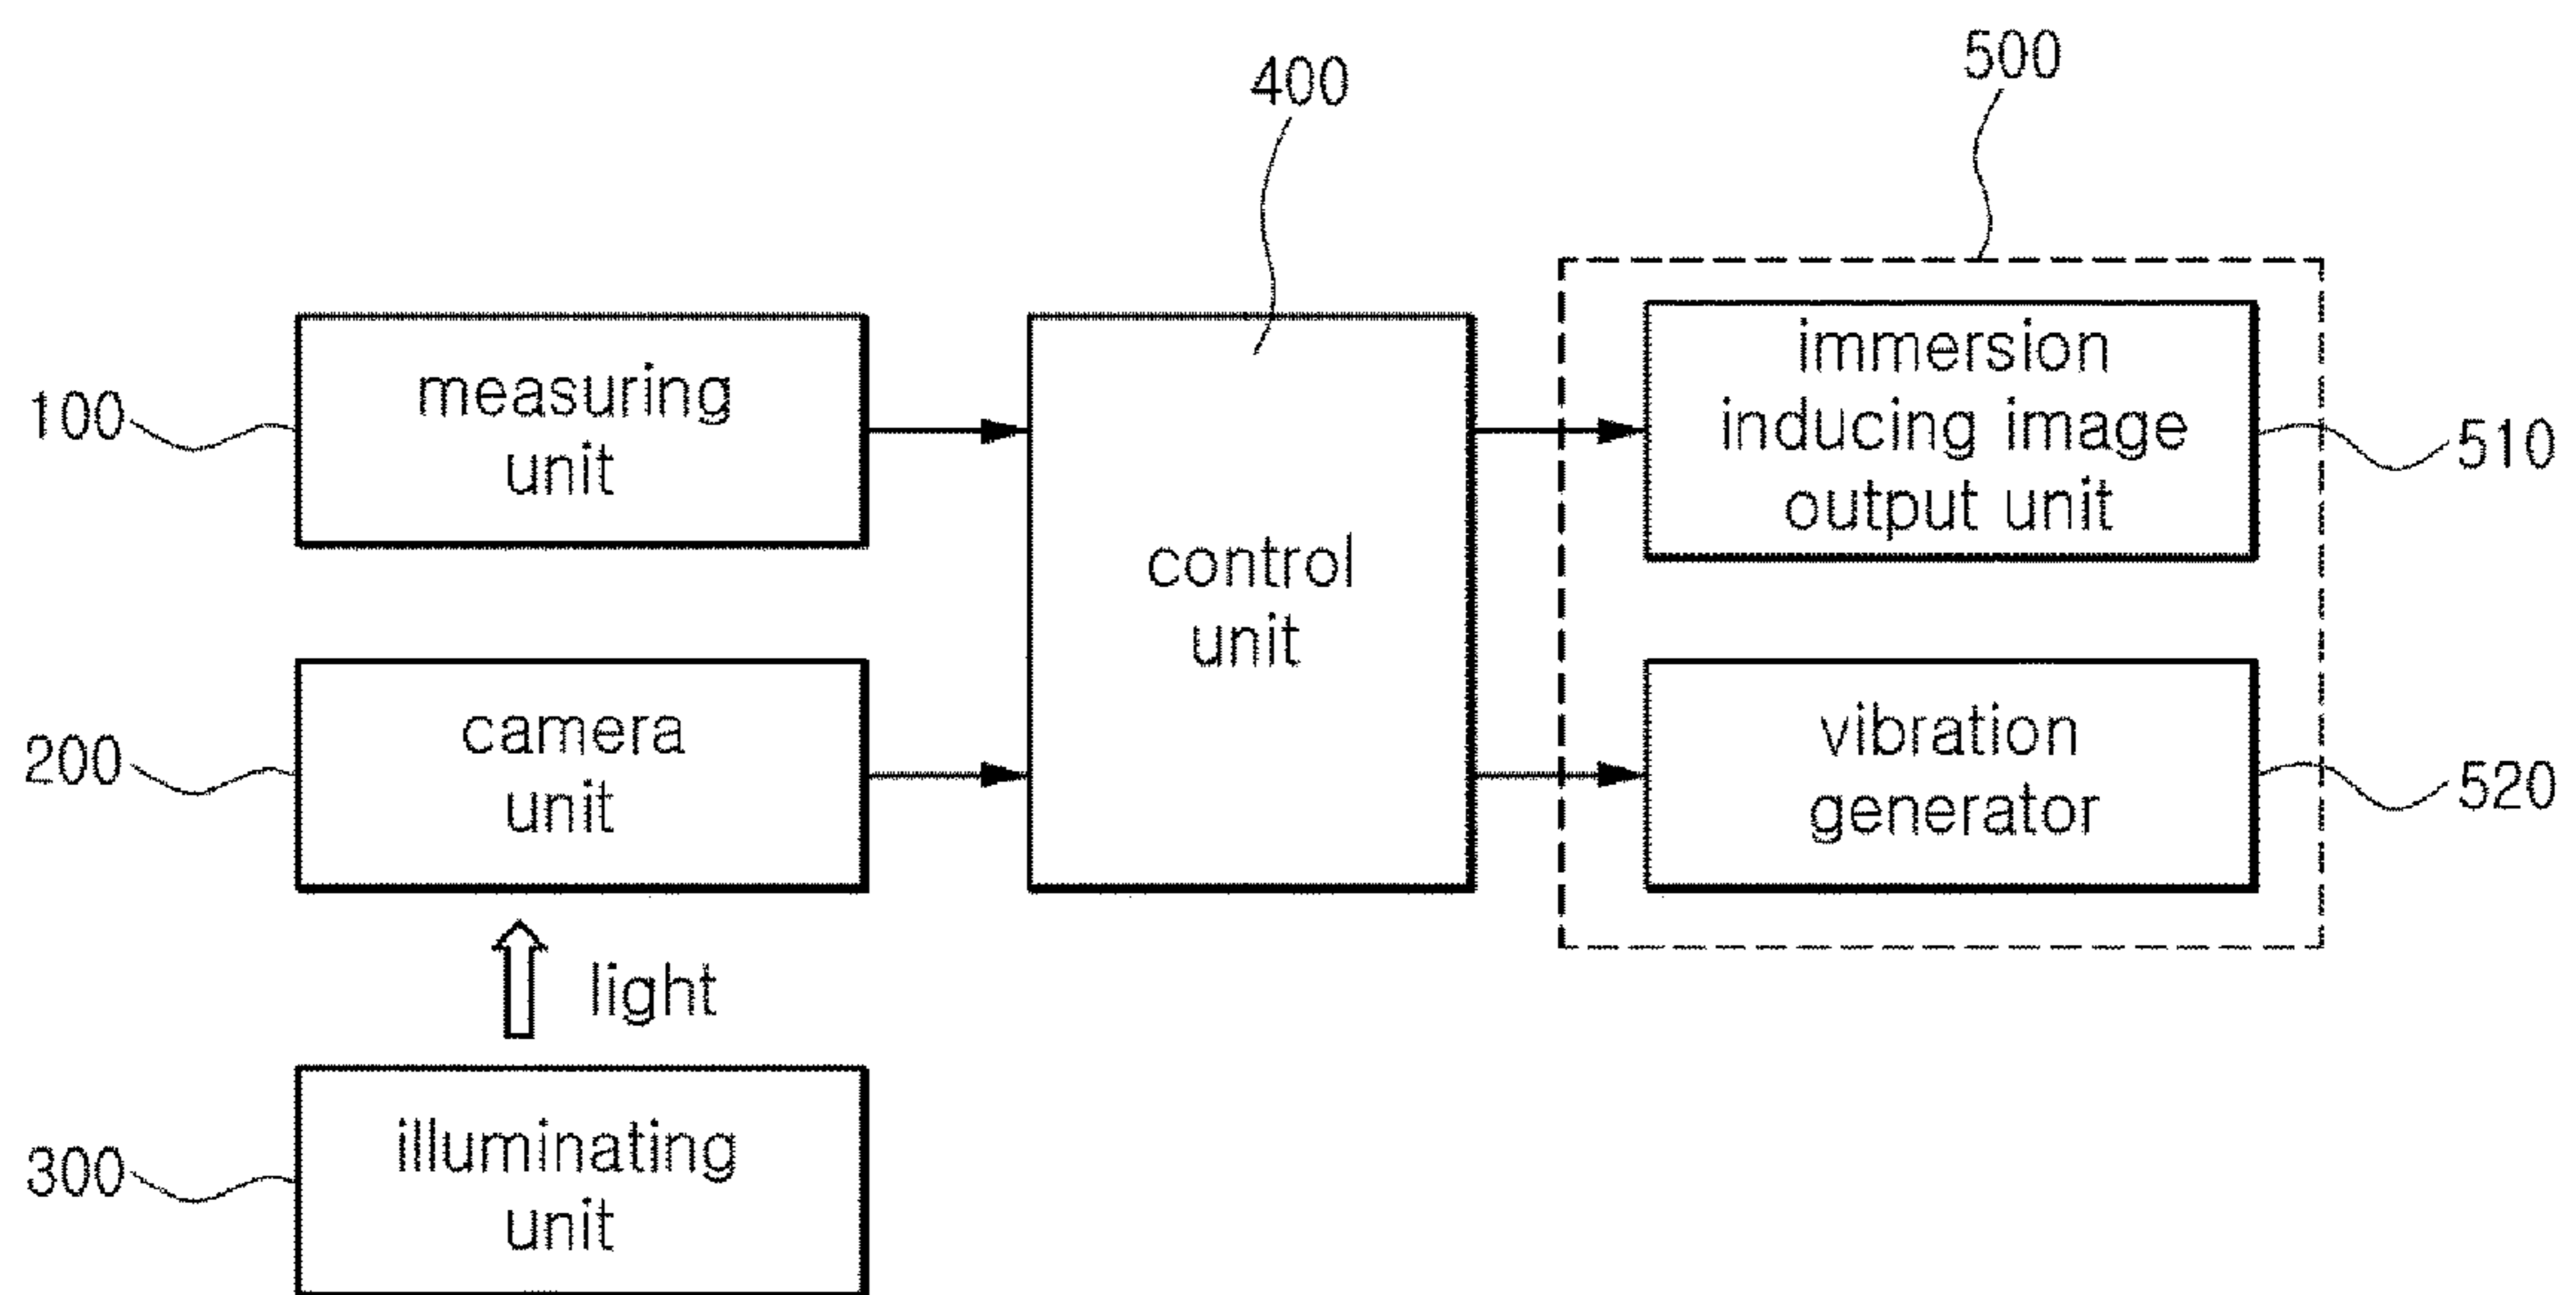 500
400
100
measuring
unit
control
unit
immersion
inducing image
output unit
510
200
camera
unit
vibration
generator
520
light
300
illuminating
unit